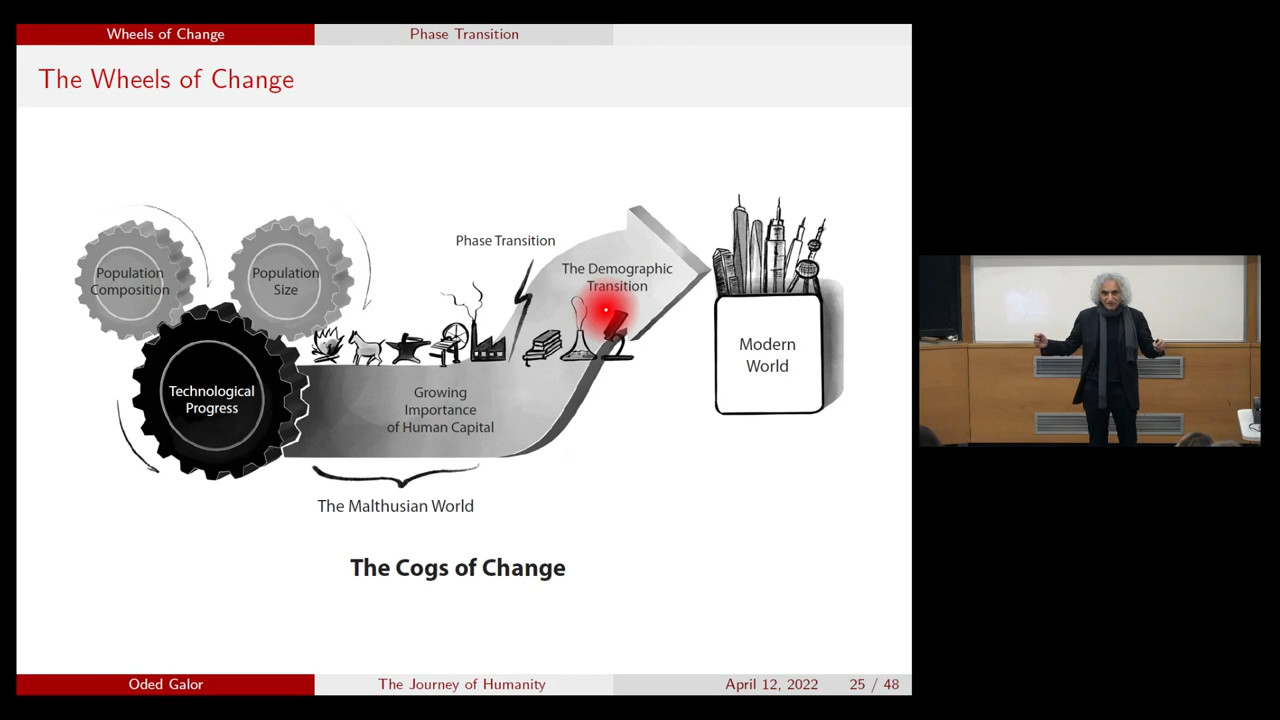 Wheels of Change
Phase Transition
The Wheels of Change
Phase Transition
Population
Composition
Population
Size
The Demographic
Transition
Technological
Progress
Growing
Importance
of Human Capital
Modern
World
The Malthusian World
The Cogs of Change
Oded Galor
The Journey of Humanity
April 12, 2022
25 / 48